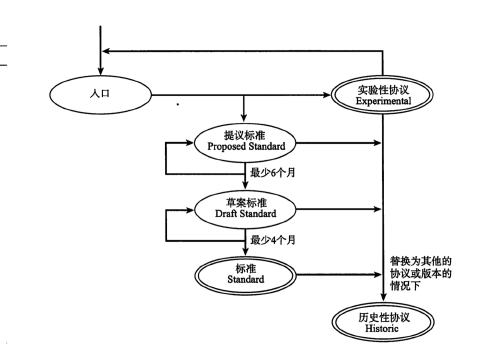 人口
实验性协议
Experimental
提议标准
Proposed Standard
最少6个月
草案标准
Draft Standard
最少4个月
标准
Standard
替换为其他的
协议或版本的
情况下
历史性协议
Historic